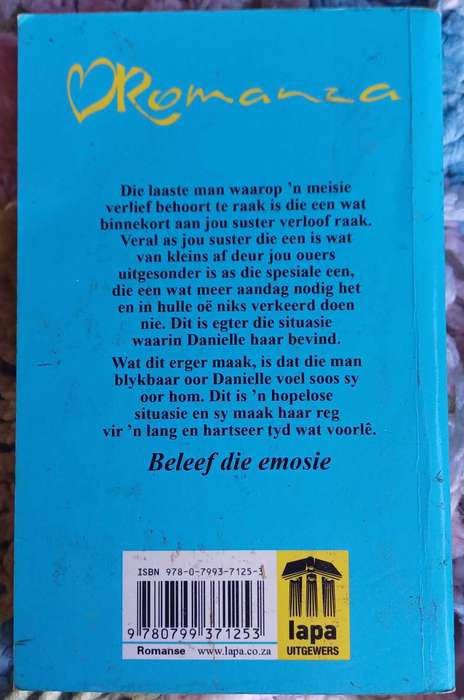 Romanza
Die laaste man waarop 'n meisie
verlief behoort te raak is die een wat
binnekort aan jou suster verloof raak.
Veral as jou suster die een is wat
van kleins af deur jou ouers
uitgesonder is as die spesiale een,
die een wat meer aandag nodig het
en in hulle oë niks verkeerd doen
nie. Dit is egter die situasie
waarin Danielle haar bevind.
Wat dit erger maak, is dat die man
blykbaar oor Danielle voel soos sy
oor hom. Dit is 'n hopelose
situasie en sy maak haar reg
vir 'n lang en hartseer tyd wat voorlê.
Beleef die emosie
ISBN 978-0-7993-7125-3
9 780799 371253
Romanse www.lapa.co.za
lapa
UITGEWERS